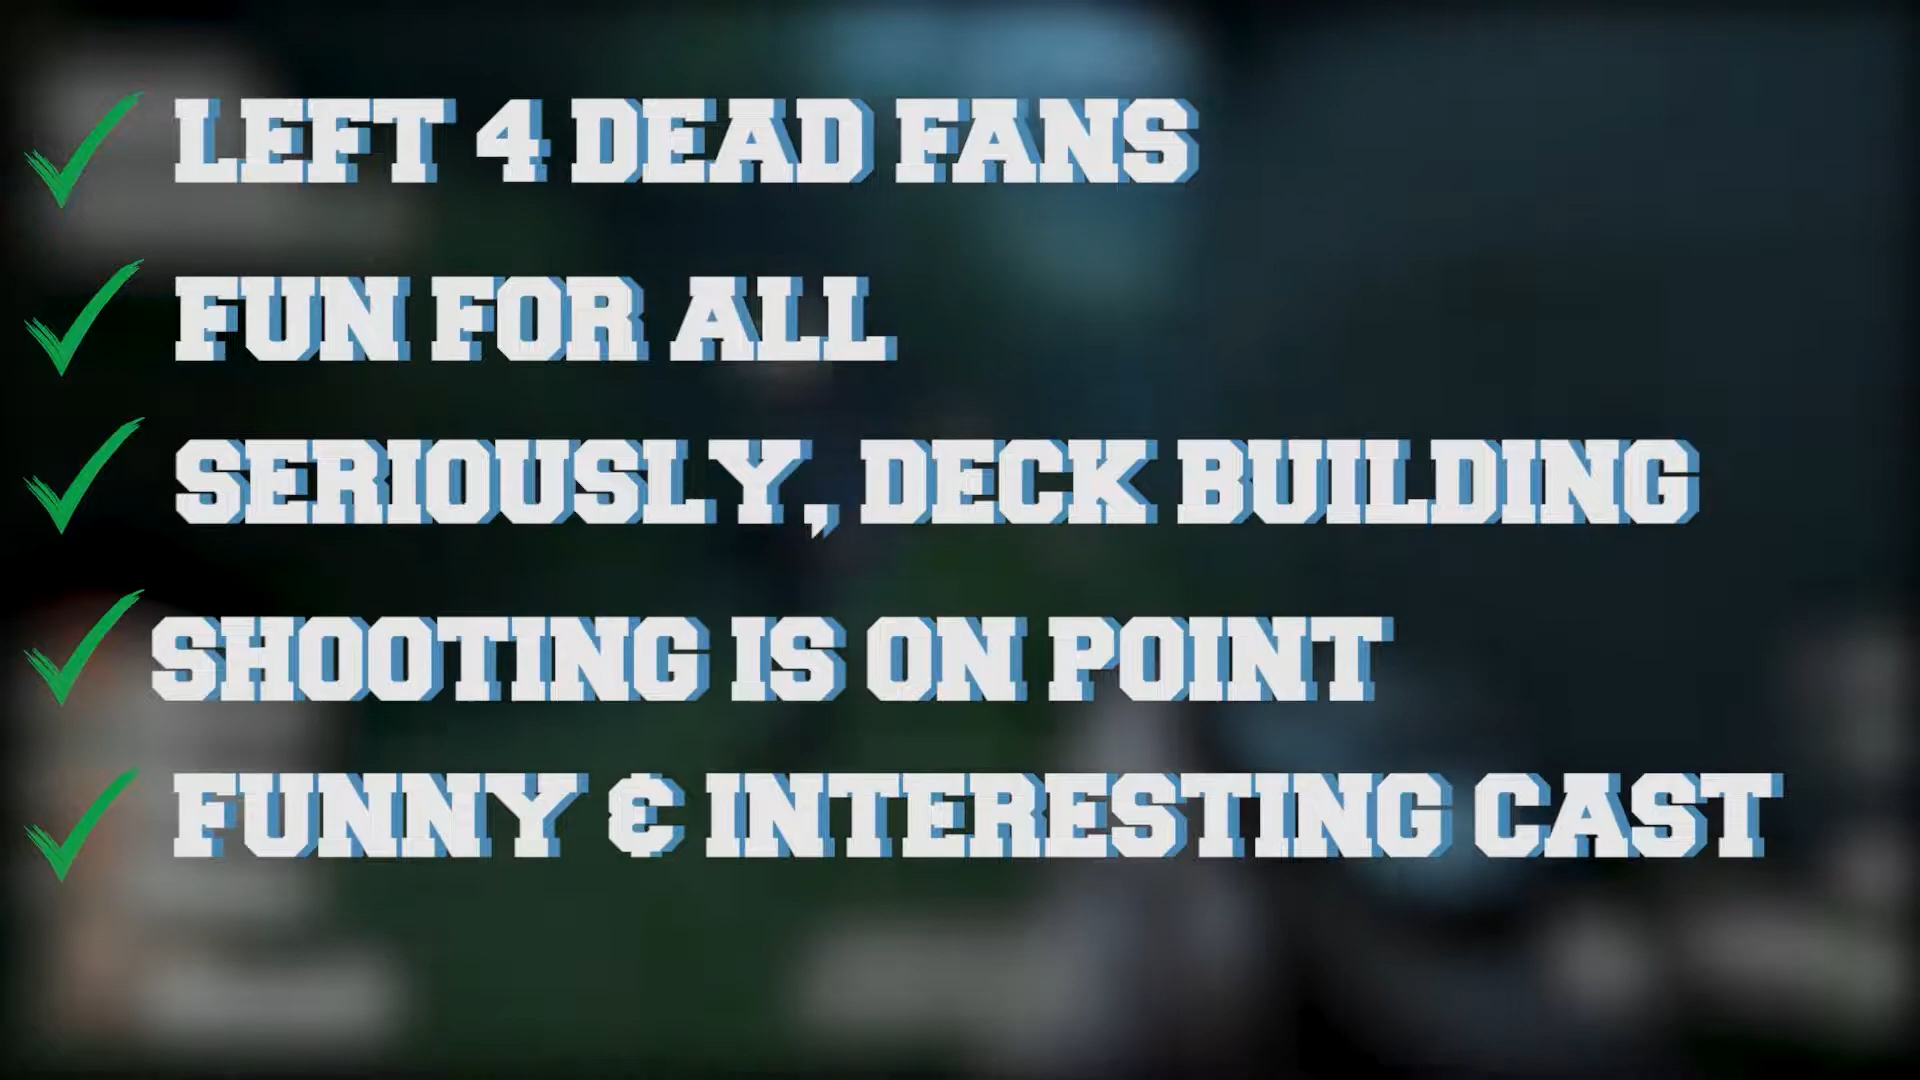 LEFT 4 DEAD FANS
FUN FOR ALL
SERIOUSLY, DECK BUILDING
SHOOTING IS ON POINT
FUNNY & INTERESTING CAST